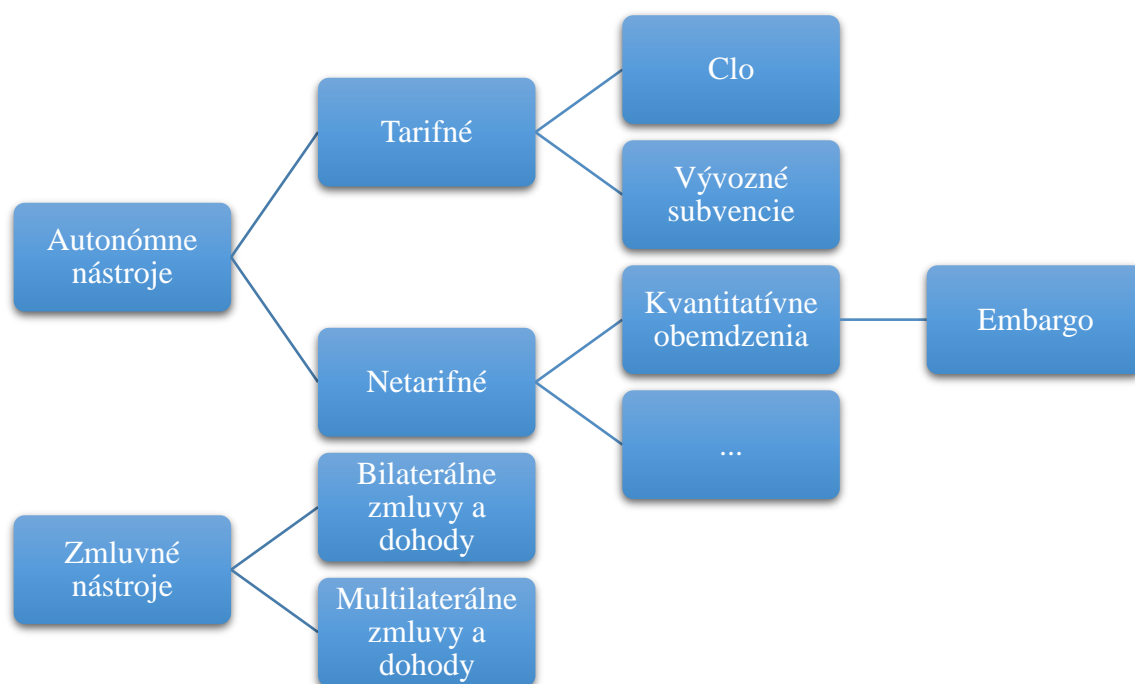 Clo
Tarifné
Vývozné
subvencie
Autonómne
nástroje
Kvantitatívne
obemdzenia
Embargo
Netarifné
...
Bilaterálne
zmluvy a
dohody
Zmluvné
nástroje
Multilaterálne
zmluvy a
dohody